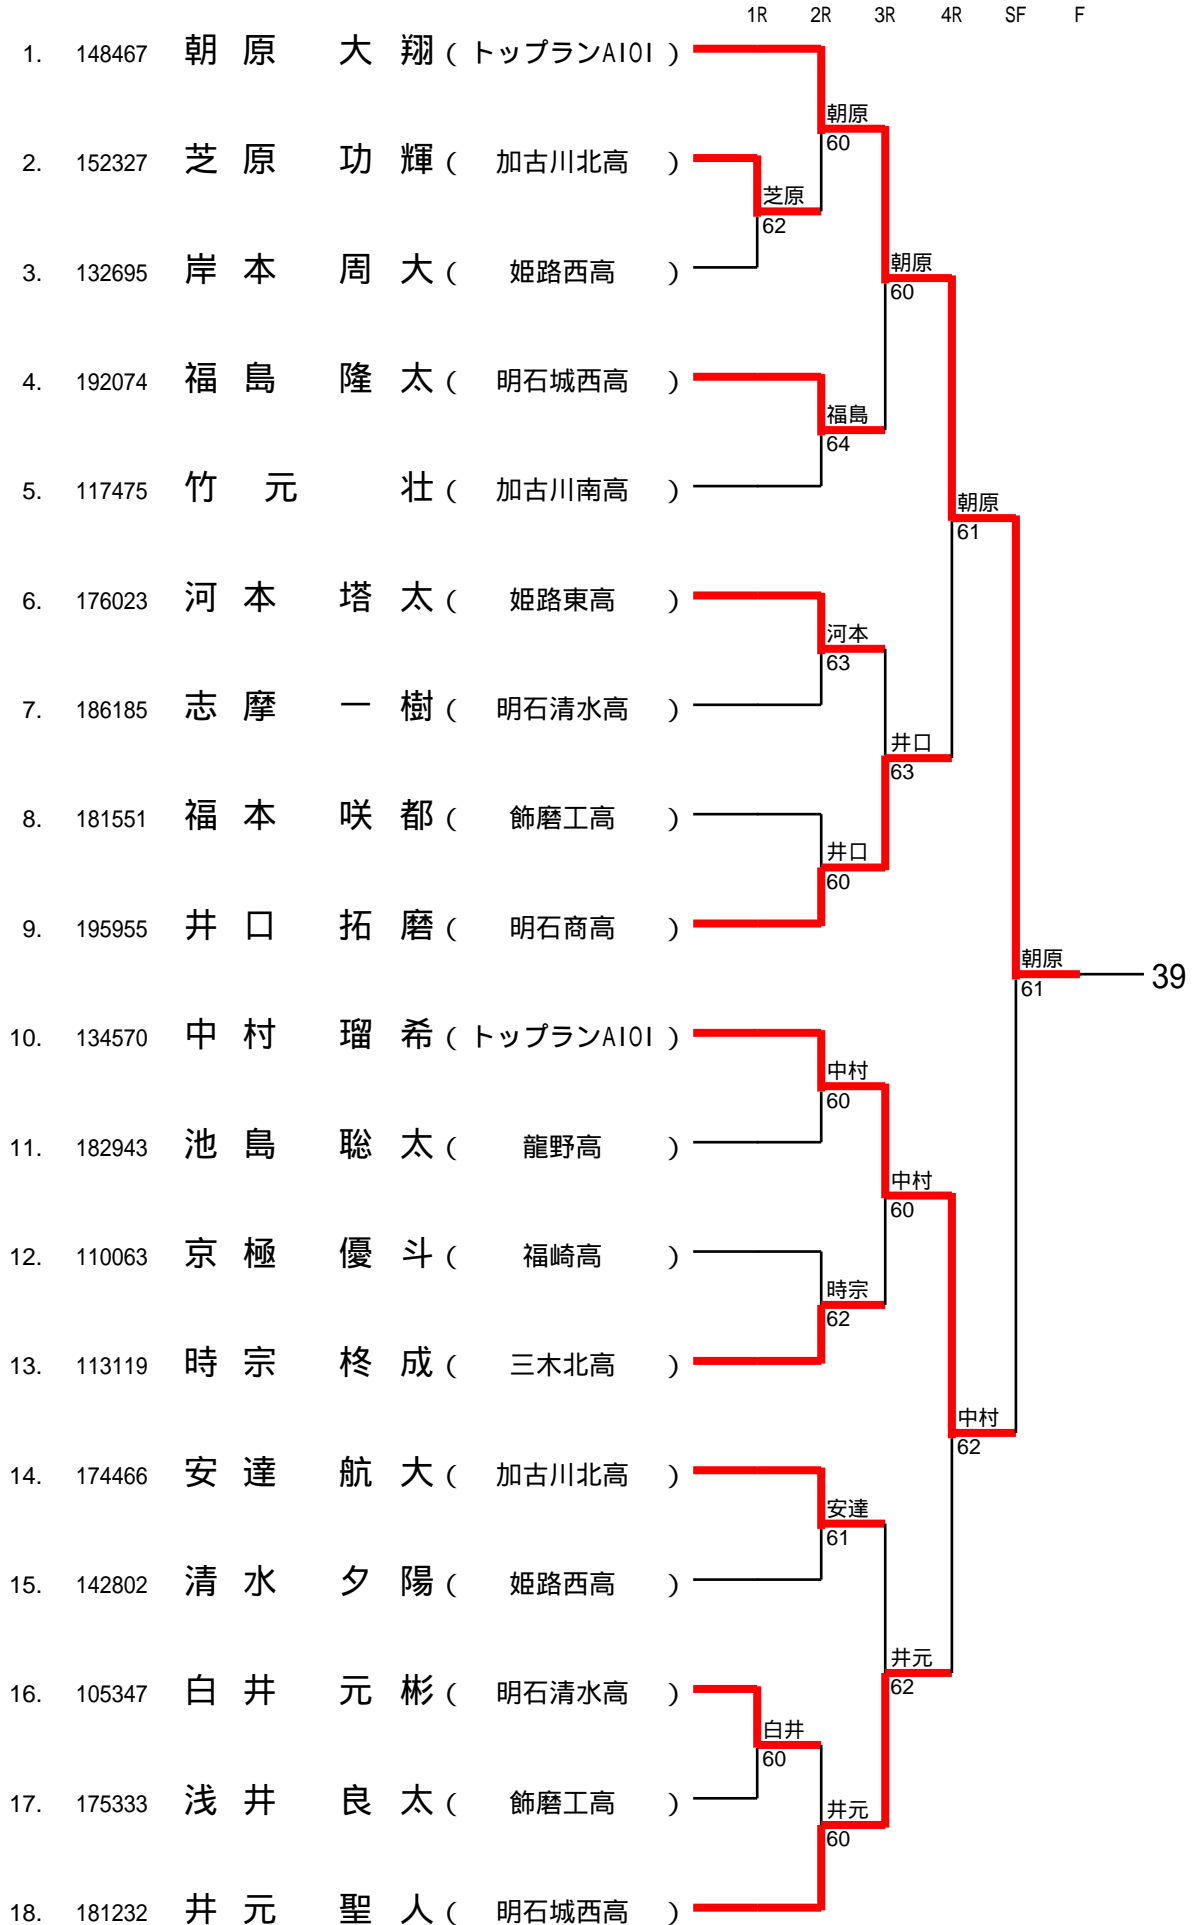 1R 2R 3R 4R SF F
1. 148467 朝原 大翔 ( トップランAIOI )
朝原
60
2. 152327 芝原 功輝 ( 加古川北高 )
芝原
62
3. 132695 岸本 周大 ( 姫路西高 )
朝原
60
4. 192074 福島 隆太 ( 明石城西高 )
福島
64
5. 117475 竹元 壮 ( 加古川南高 )
朝原
61
6. 176023 河本 塔太 ( 姫路東高 )
河本
63
7. 186185 志摩 一樹 ( 明石清水高 )
井口
63
8. 181551 福本 咲都 ( 飾磨工高 )
井口
60
9. 195955 井口 拓磨 ( 明石商高 )
朝原
61
39
10. 134570 中村 瑠希 ( トップランAIOI )
中村
60
11. 182943 池島 聡太 ( 龍野高 )
中村
60
12. 110063 京極 優斗 ( 福崎高 )
時宗
62
13. 113119 時宗 柊成 ( 三木北高 )
中村
62
14. 174466 安達 航大 ( 加古川北高 )
安達
61
15. 142802 清水 夕陽 ( 姫路西高 )
井元
62
16. 105347 白井 元彬 ( 明石清水高 )
白井
60
17. 175333 浅井 良太 ( 飾磨工高 )
井元
60
18. 181232 井元 聖人 ( 明石城西高 )